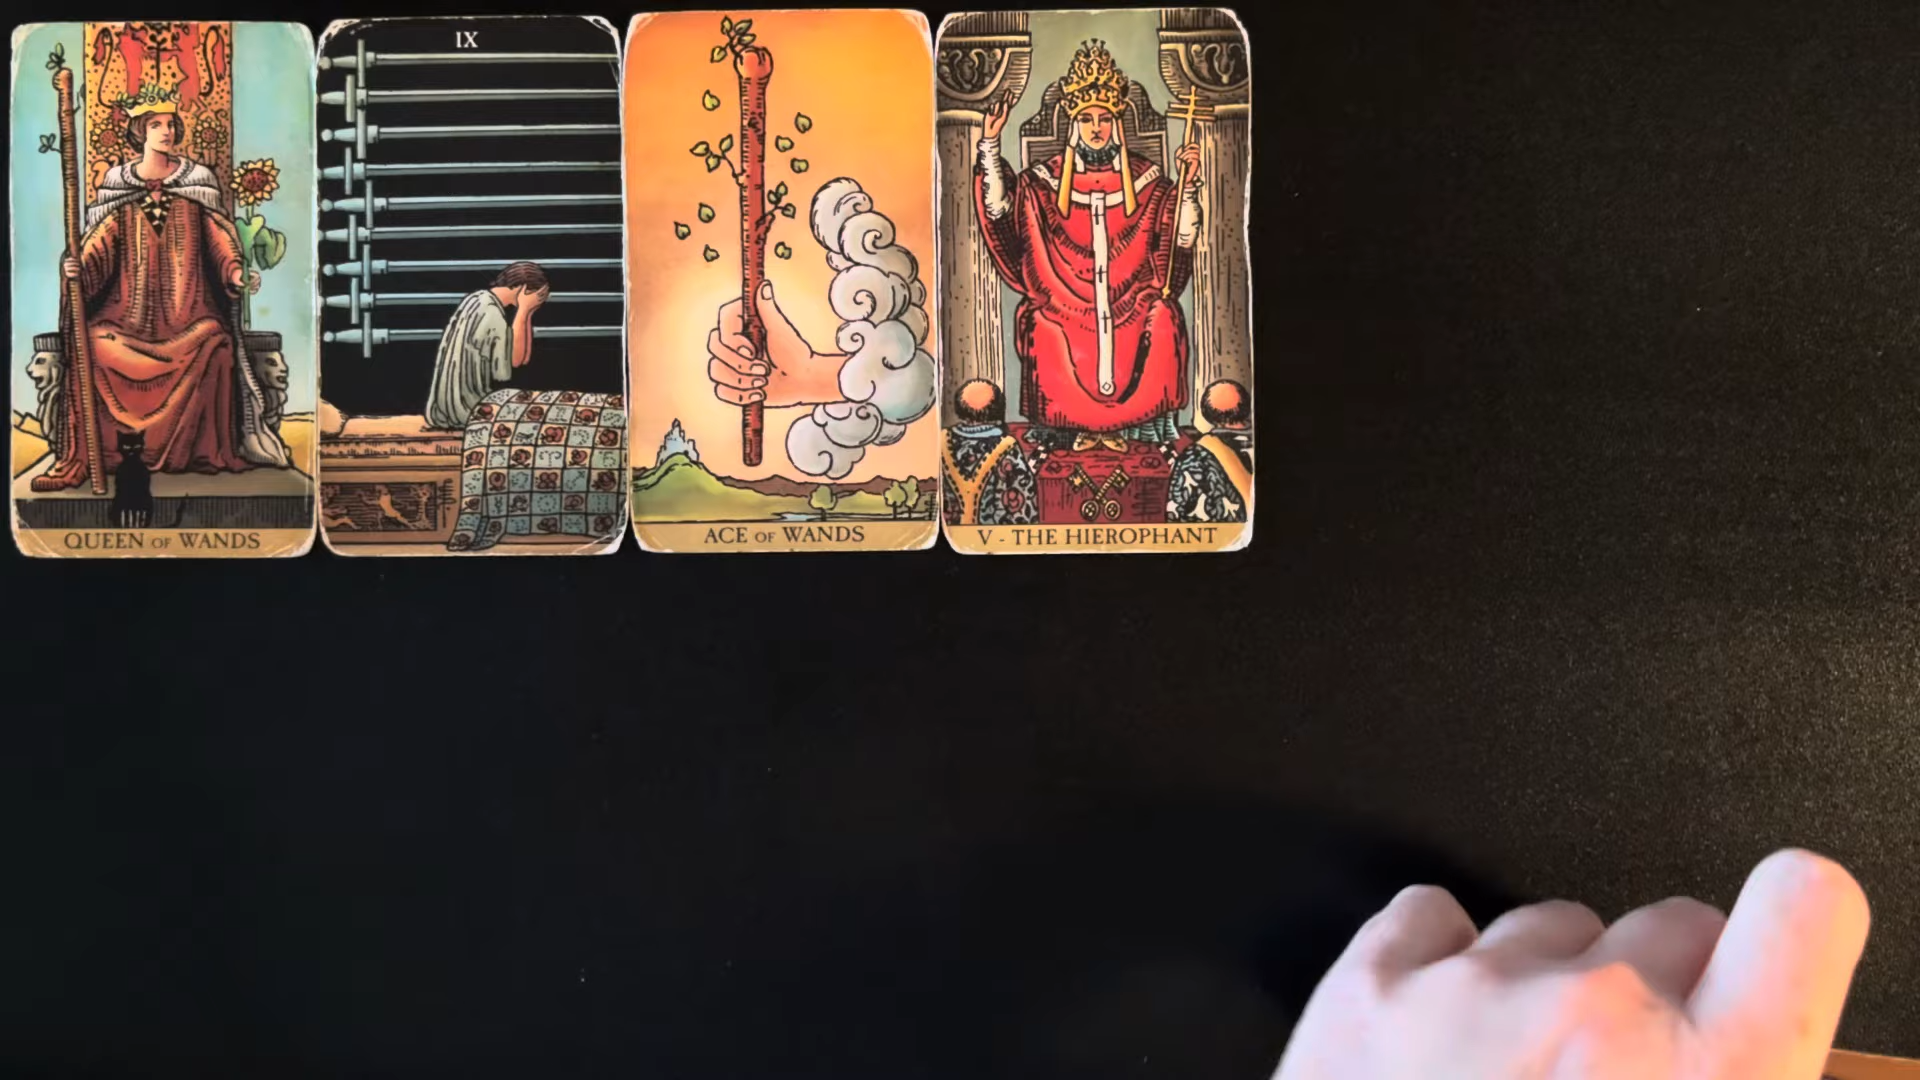 QUEEN OF WANDS
IX
ACE OF WANDS
V - THE HIEROPHANT